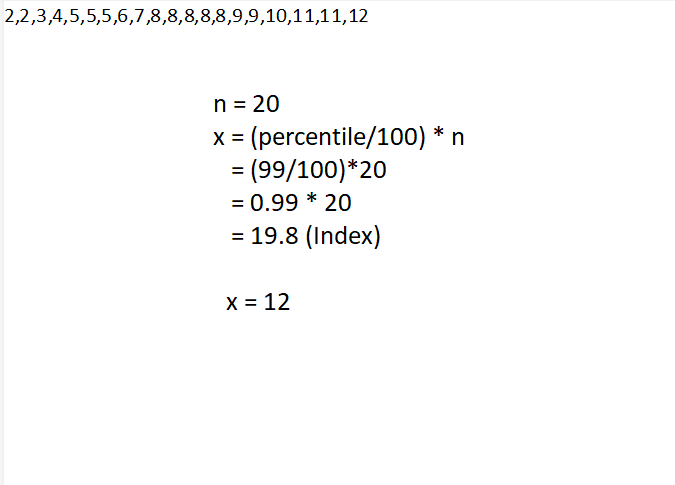 2,2,3,4,5,5,5,6,7,8,8,8,8,8,9,9,10,11,11,12
n = 20
x = (percentile/100) * n
= (99/100)*20
= 0.99 * 20
= 19.8 (Index)
x = 12